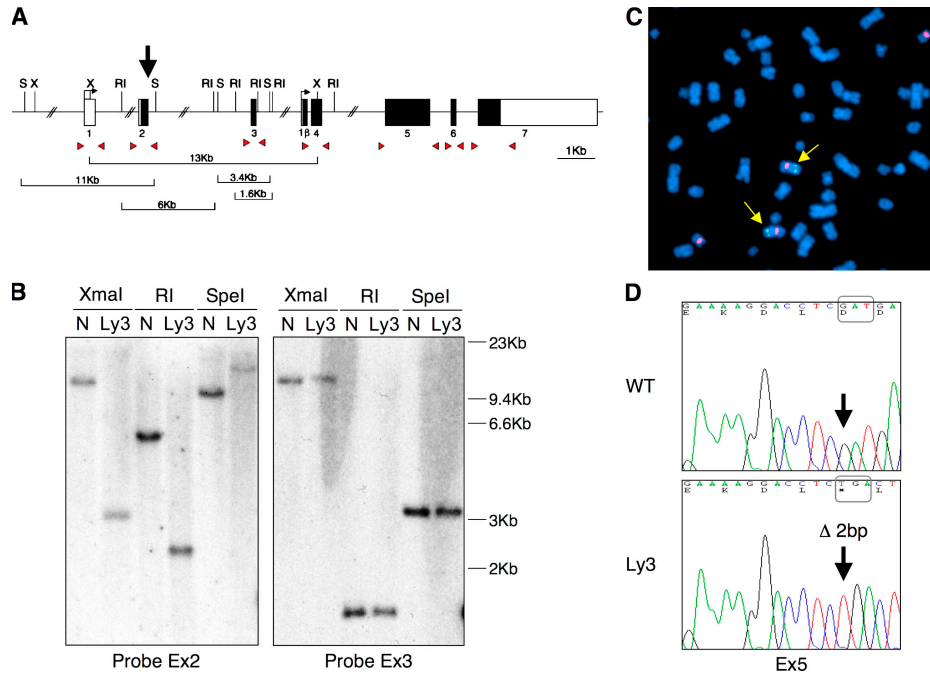 A
S X X RI S RI S RI RI S RI X RI
1 2 3 1β 4 5 6 7
13Kb
1Kb
11Kb
3.4Kb
1.6Kb
6Kb
B
XmaI RI SpeI
N Ly3 N Ly3 N Ly3
Probe Ex2
XmaI RI SpeI
N Ly3 N Ly3 N Ly3
23Kb
9.4Kb
6.6Kb
3Kb
2Kb
Probe Ex3
C
D
WT
G A A A A G G A C C T C G A T G A
E K D L D D
Ly3
G A A A A G G A C C T C T G A C T
E K D L * L
Δ 2bp
Ex5